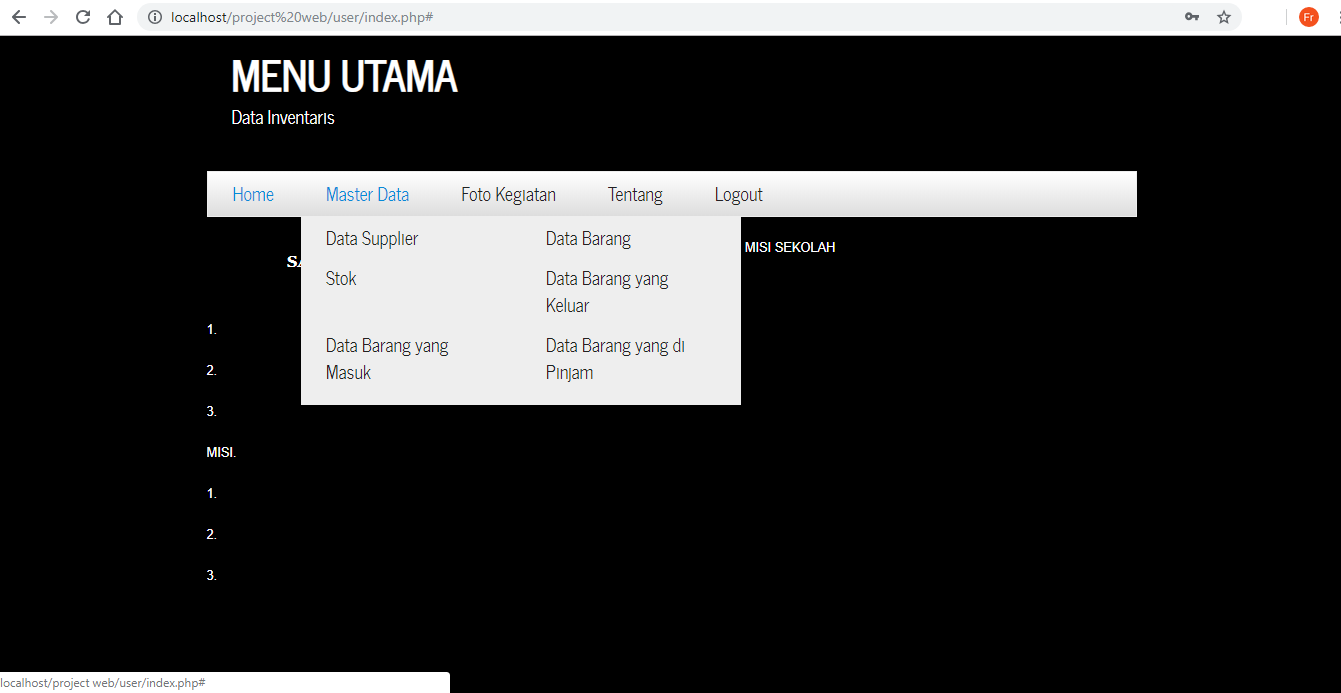 localhost/project%20web/user/index.php#
Fr
MENU UTAMA
Data Inventaris
Home Master Data Foto Kegiatan Tentang Logout
Data Supplier Data Barang
Stok Data Barang yang
Keluar
Data Barang yang
Masuk
Data Barang yang di
Pinjam
MISI SEKOLAH
1.
2.
3.
MISI.
1.
2.
3.
localhost/project web/user/index.php#